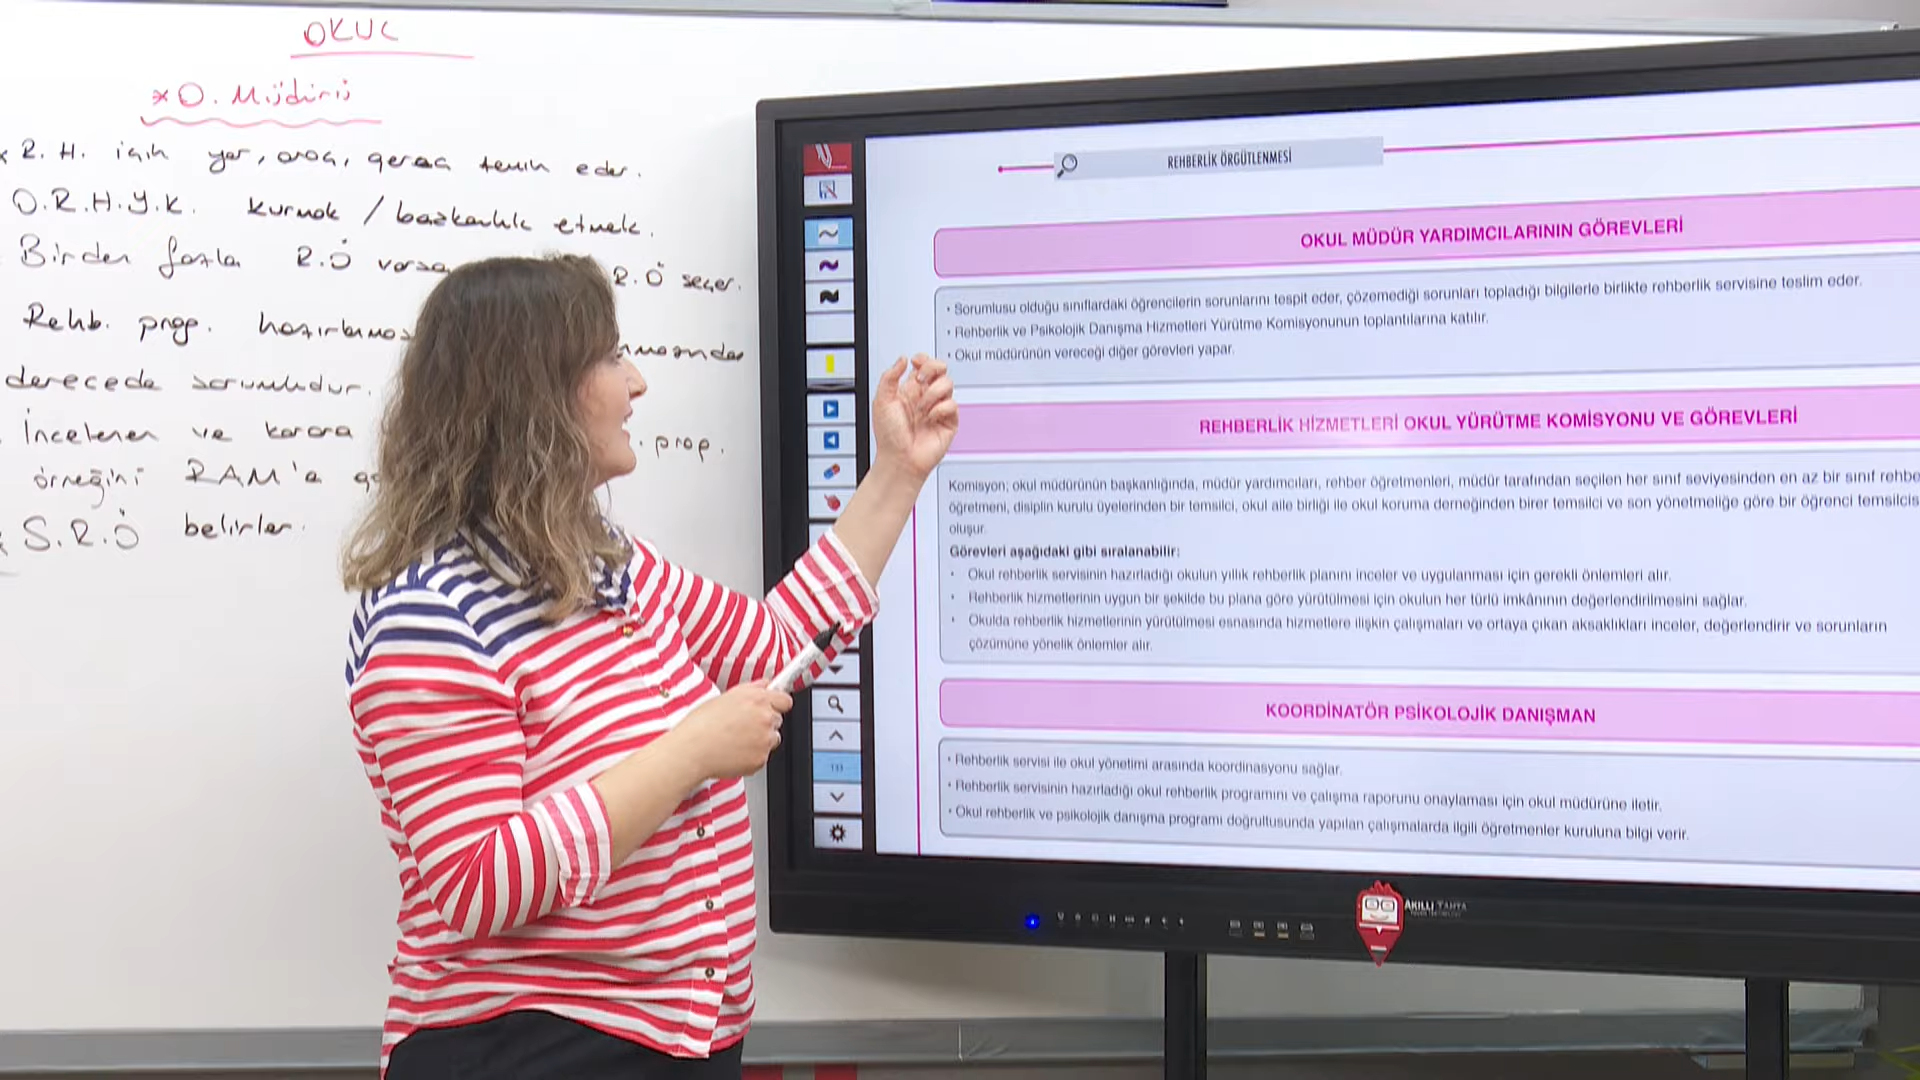 OKUL
* O. Müdürü
* R. H. için yer, araç, gereç temin eder.
O.R.H.Y.K. kurmak / başkanlık etmek.
Birden fazla R.Ö varsa R.Ö seçer.
Rehb. prog. hazırlanmas nmasından
derecede sorumludur.
İnceleren ve karara prog.
örneğini RAM'a gö
* S.R.Ö belirler.
REHBERLİK ÖRGÜTLENMESİ
OKUL MÜDÜR YARDIMCILARININ GÖREVLERİ
• Sorumlusu olduğu sınıflardaki öğrencilerin sorunlarını tespit eder, çözemediği sorunları topladığı bilgilerle birlikte rehberlik servisine teslim eder.
• Rehberlik ve Psikolojik Danışma Hizmetleri Yürütme Komisyonunun toplantılarına katılır.
• Okul müdürünün vereceği diğer görevleri yapar.
REHBERLİK HİZMETLERİ OKUL YÜRÜTME KOMİSYONU VE GÖREVLERİ
Komisyon; okul müdürünün başkanlığında, müdür yardımcıları, rehber öğretmenleri, müdür tarafından seçilen her sınıf seviyesinden en az bir sınıf rehbe
öğretmeni, disiplin kurulu üyelerinden bir temsilci, okul aile birliği ile okul koruma derneğinden birer temsilci ve son yönetmeliğe göre bir öğrenci temsilcis
oluşur.
Görevleri aşağıdaki gibi sıralanabilir:
• Okul rehberlik servisinin hazırladığı okulun yıllık rehberlik planını inceler ve uygulanması için gerekli önlemleri alır.
• Rehberlik hizmetlerinin uygun bir şekilde bu plana göre yürütülmesi için okulun her türlü imkânının değerlendirilmesini sağlar.
• Okulda rehberlik hizmetlerinin yürütülmesi esnasında hizmetlere ilişkin çalışmaları ve ortaya çıkan aksaklıkları inceler, değerlendirir ve sorunların
çözümüne yönelik önlemler alır.
KOORDİNATÖR PSİKOLOJİK DANIŞMAN
• Rehberlik servisi ile okul yönetimi arasında koordinasyonu sağlar.
• Rehberlik servisinin hazırladığı okul rehberlik programını ve çalışma raporunu onaylaması için okul müdürüne iletir.
• Okul rehberlik ve psikolojik danışma programı doğrultusunda yapılan çalışmalarda ilgili öğretmenler kuruluna bilgi verir.
AKILLI TAHTA